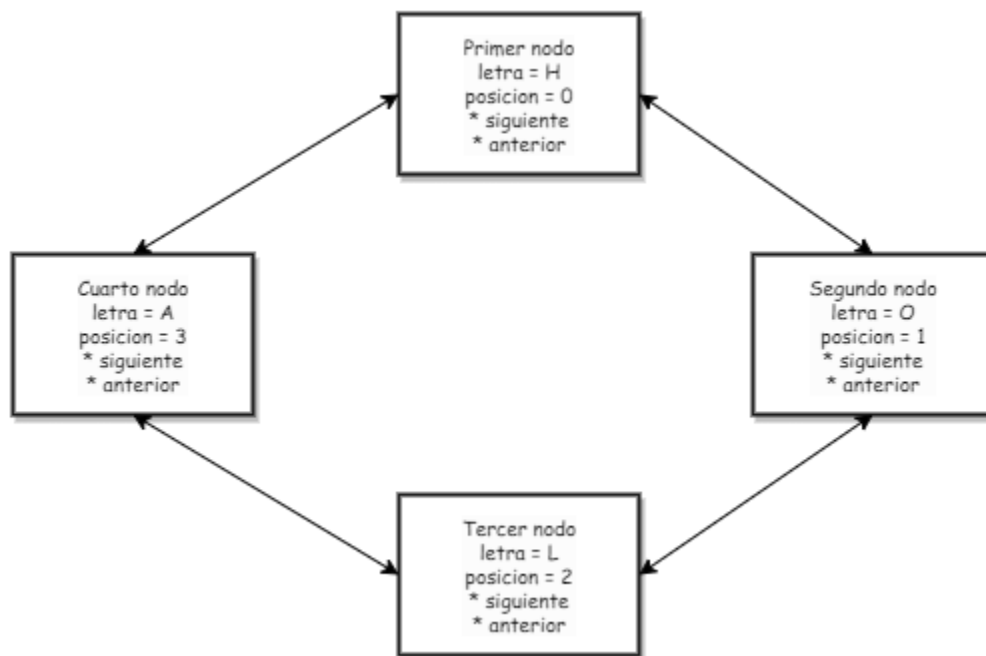 Primer nodo
letra = H
posicion = 0
* siguiente
* anterior
Cuarto nodo
letra = A
posicion = 3
* siguiente
* anterior
Segundo nodo
letra = O
posicion = 1
* siguiente
* anterior
Tercer nodo
letra = L
posicion = 2
* siguiente
* anterior